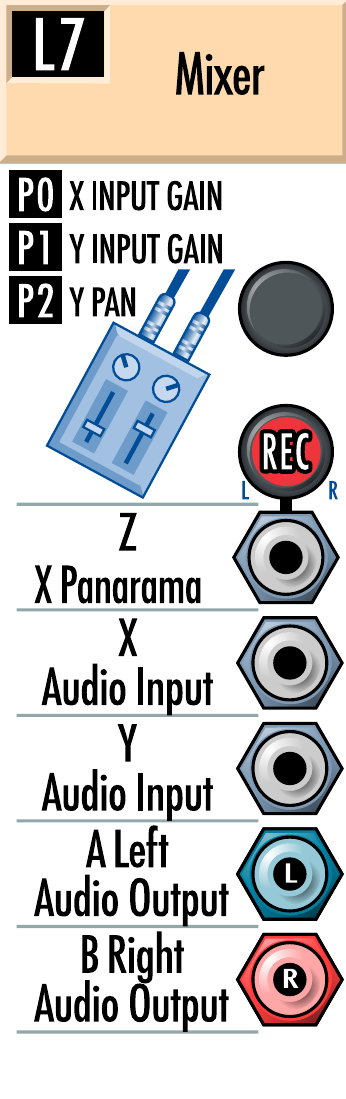 L7
Mixer
P0 X INPUT GAIN
P1 Y INPUT GAIN
P2 Y PAN
REC
L R
Z
X Panarama
X
Audio Input
Y
Audio Input
A Left
Audio Output
L
B Right
Audio Output
R